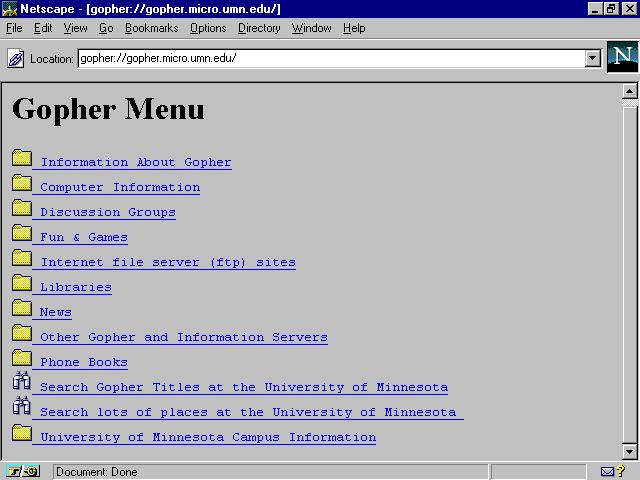 Netscape - [gopher://gopher.micro.umn.edu/]
File Edit View Go Bookmarks Options Directory Window Help
Location: gopher://gopher.micro.umn.edu/
N
Gopher Menu
Information About Gopher
Computer Information
Discussion Groups
Fun & Games
Internet file server (ftp) sites
Libraries
News
Other Gopher and Information Servers
Phone Books
Search Gopher Titles at the University of Minnesota
Search lots of places at the University of Minnesota
University of Minnesota Campus Information
Document: Done
?